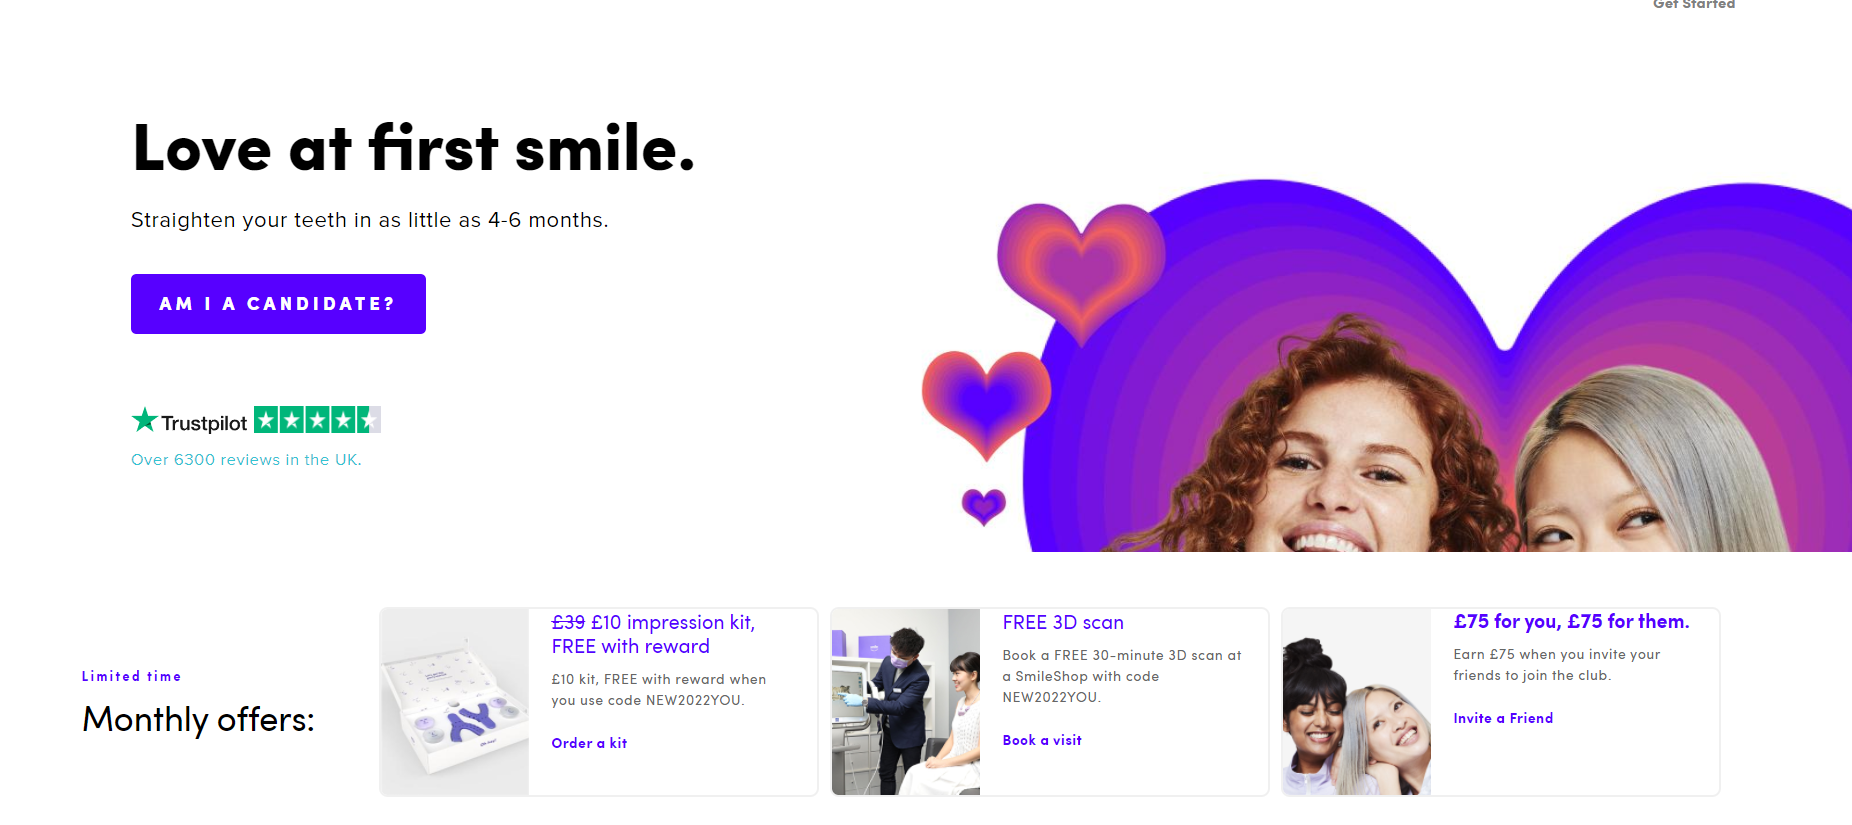 Get Started
Love at first smile.
Straighten your teeth in as little as 4-6 months.
AM I A CANDIDATE?
Trustpilot
Over 6300 reviews in the UK.
Limited time
Monthly offers:
£39 £10 impression kit,
FREE with reward
£10 kit, FREE with reward when
you use code NEW2022YOU.
Order a kit
FREE 3D scan
Book a FREE 30-minute 3D scan at
a SmileShop with code
NEW2022YOU.
Book a visit
£75 for you, £75 for them.
Earn £75 when you invite your
friends to join the club.
Invite a Friend